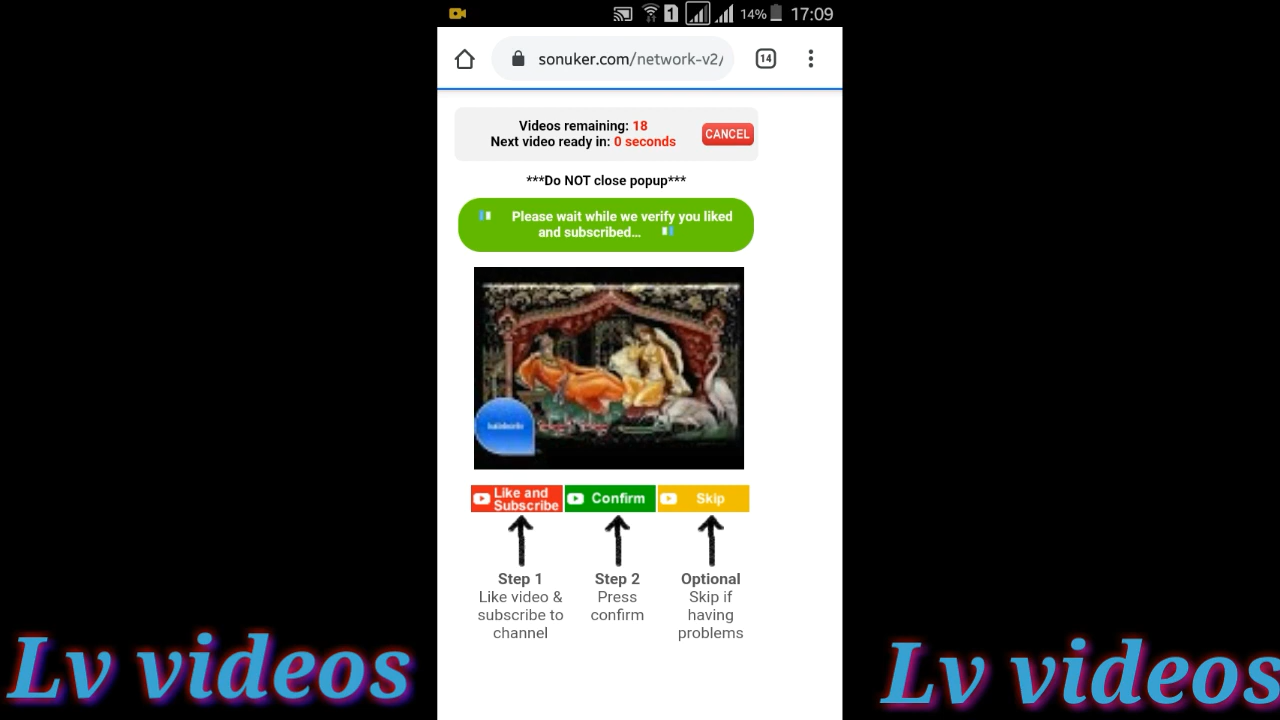 1
14%
17:09
sonuker.com/network-v2/
14
Videos remaining: 18
Next video ready in: 0 seconds
CANCEL
***Do NOT close popup***
Please wait while we verify you liked
and subscribed...
Like and
Subscribe
Confirm
Skip
Step 1
Like video &
subscribe to
channel
Step 2
Press
confirm
Optional
Skip if
having
problems
Lv videos
Lv videos